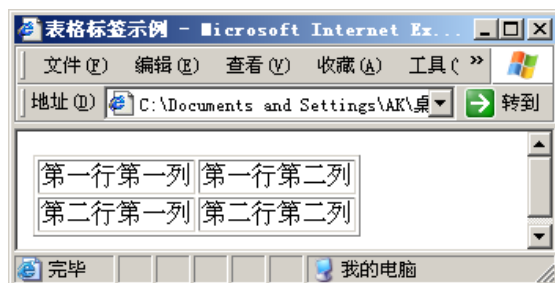 表格标签示例 - Microsoft Internet Ex...
文件(F) 编辑(E) 查看(V) 收藏(A) 工具( »
地址(D) C:\Documents and Settings\AK\桌 转到
第一行第一列 第一行第二列
第二行第一列 第二行第二列
完毕 我的电脑